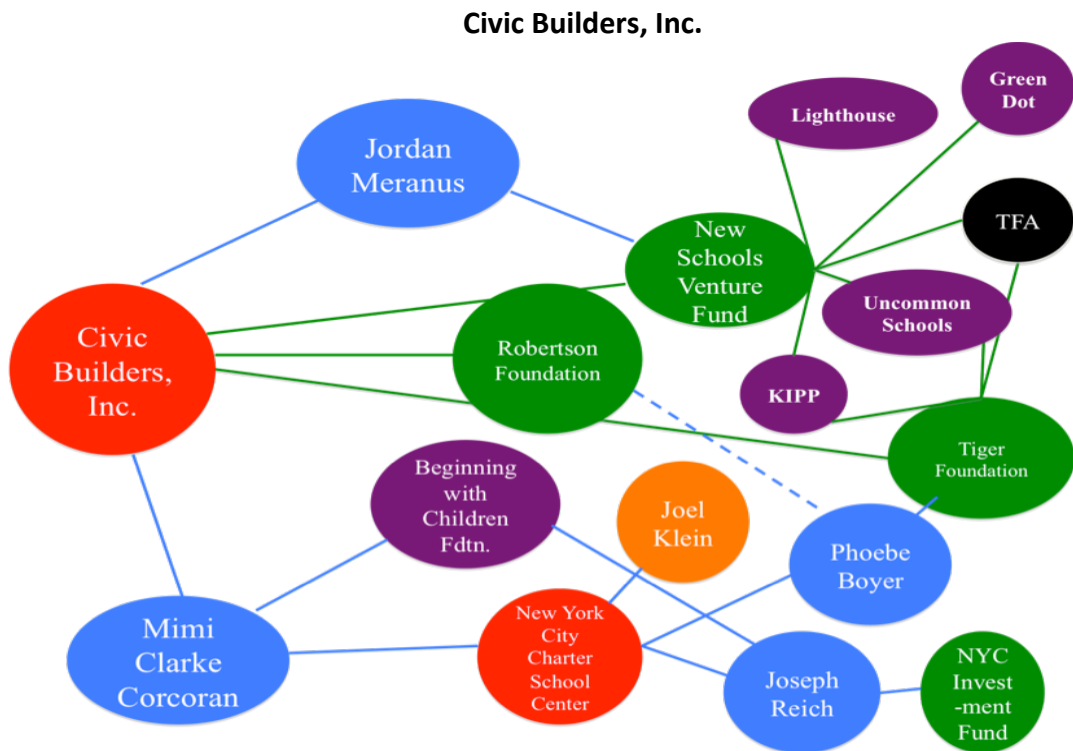 Civic Builders, Inc.
Green
Dot
Lighthouse
Jordan
Meranus
TFA
New
Schools
Venture
Fund
Uncommon
Schools
Civic
Builders,
Inc.
Robertson
Foundation
KIPP
Tiger
Foundation
Beginning
with
Children
Fdtn.
Joel
Klein
Phoebe
Boyer
Mimi
Clarke
Corcoran
New York
City
Charter
School
Center
Joseph
Reich
NYC
Invest
-ment
Fund